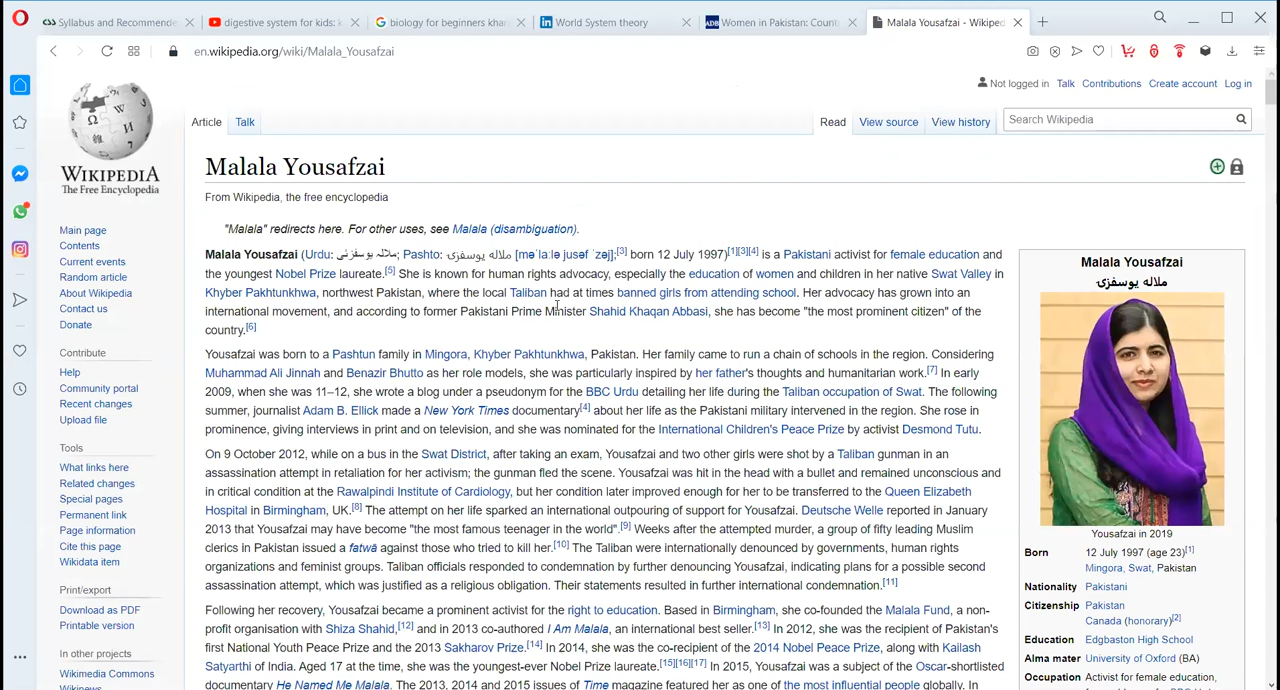 Syllabus and Recommende
digestive system for kids: k
biology for beginners khan
World System theory
ADB Women in Pakistan: Count
Malala Yousafzai - Wikiped
en.wikipedia.org/wiki/Malala_Yousafzai
Not logged in Talk Contributions Create account Log in
Article Talk Read View source View history Search Wikipedia
WIKIPEDIA
The Free Encyclopedia
Main page
Contents
Current events
Random article
About Wikipedia
Contact us
Donate
Contribute
Help
Community portal
Recent changes
Upload file
Tools
What links here
Related changes
Special pages
Permanent link
Page information
Cite this page
Wikidata item
Print/export
Download as PDF
Printable version
In other projects
Wikimedia Commons
Wikinews
Malala Yousafzai
From Wikipedia, the free encyclopedia
"Malala" redirects here. For other uses, see Malala (disambiguation).
Malala Yousafzai (Urdu: ملالہ یوسفزئی; Pashto: ملاله یوسفزۍ [məˈlaːlə jusəf ˈzəj];[3] born 12 July 1997)[1][3][4] is a Pakistani activist for female education and
the youngest Nobel Prize laureate.[5] She is known for human rights advocacy, especially the education of women and children in her native Swat Valley in
Khyber Pakhtunkhwa, northwest Pakistan, where the local Taliban had at times banned girls from attending school. Her advocacy has grown into an
international movement, and according to former Pakistani Prime Minister Shahid Khaqan Abbasi, she has become "the most prominent citizen" of the
country.[6]
Yousafzai was born to a Pashtun family in Mingora, Khyber Pakhtunkhwa, Pakistan. Her family came to run a chain of schools in the region. Considering
Muhammad Ali Jinnah and Benazir Bhutto as her role models, she was particularly inspired by her father's thoughts and humanitarian work.[7] In early
2009, when she was 11–12, she wrote a blog under a pseudonym for the BBC Urdu detailing her life during the Taliban occupation of Swat. The following
summer, journalist Adam B. Ellick made a New York Times documentary[4] about her life as the Pakistani military intervened in the region. She rose in
prominence, giving interviews in print and on television, and she was nominated for the International Children's Peace Prize by activist Desmond Tutu.
On 9 October 2012, while on a bus in the Swat District, after taking an exam, Yousafzai and two other girls were shot by a Taliban gunman in an
assassination attempt in retaliation for her activism; the gunman fled the scene. Yousafzai was hit in the head with a bullet and remained unconscious and
in critical condition at the Rawalpindi Institute of Cardiology, but her condition later improved enough for her to be transferred to the Queen Elizabeth
Hospital in Birmingham, UK.[8] The attempt on her life sparked an international outpouring of support for Yousafzai. Deutsche Welle reported in January
2013 that Yousafzai may have become "the most famous teenager in the world".[9] Weeks after the attempted murder, a group of fifty leading Muslim
clerics in Pakistan issued a fatwā against those who tried to kill her.[10] The Taliban were internationally denounced by governments, human rights
organizations and feminist groups. Taliban officials responded to condemnation by further denouncing Yousafzai, indicating plans for a possible second
assassination attempt, which was justified as a religious obligation. Their statements resulted in further international condemnation.[11]
Following her recovery, Yousafzai became a prominent activist for the right to education. Based in Birmingham, she co-founded the Malala Fund, a non-
profit organisation with Shiza Shahid,[12] and in 2013 co-authored I Am Malala, an international best seller.[13] In 2012, she was the recipient of Pakistan's
first National Youth Peace Prize and the 2013 Sakharov Prize.[14] In 2014, she was the co-recipient of the 2014 Nobel Peace Prize, along with Kailash
Satyarthi of India. Aged 17 at the time, she was the youngest-ever Nobel Prize laureate.[15][16][17] In 2015, Yousafzai was a subject of the Oscar-shortlisted
documentary He Named Me Malala. The 2013, 2014 and 2015 issues of Time magazine featured her as one of the most influential people globally. In
Malala Yousafzai
ملاله یوسفزۍ
Yousafzai in 2019
Born 12 July 1997 (age 23)[1]
Mingora, Swat, Pakistan
Nationality Pakistani
Citizenship Pakistan
Canada (honorary)[2]
Education Edgbaston High School
Alma mater University of Oxford (BA)
Occupation Activist for female education,